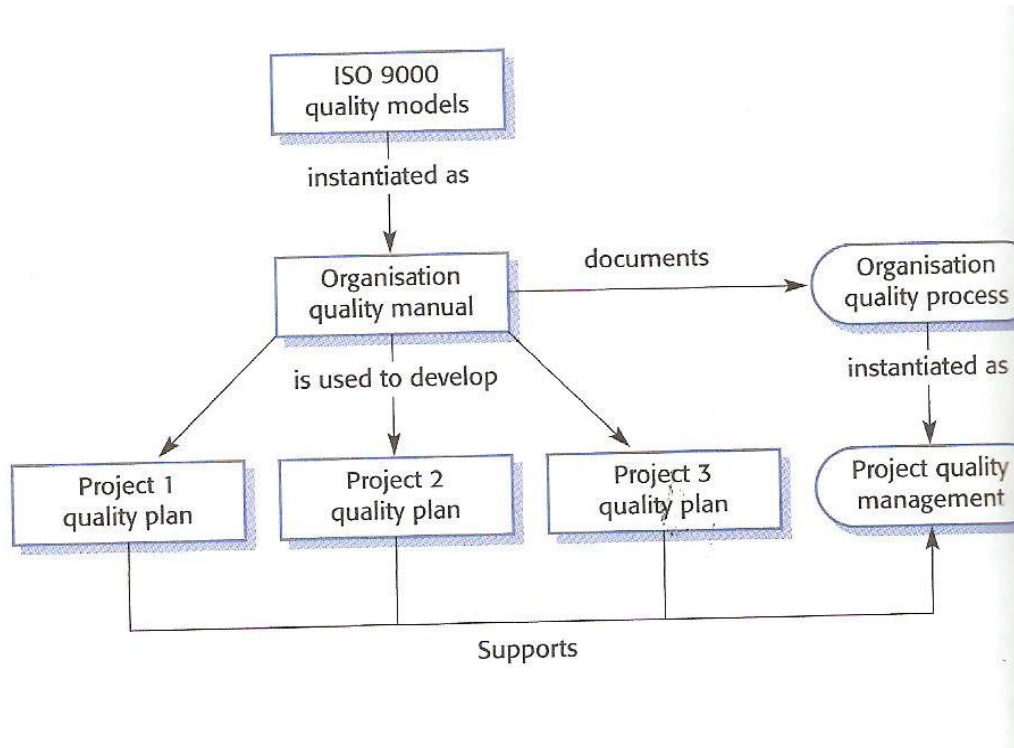 ISO 9000
quality models
instantiated as
Organisation
quality manual
documents
Organisation
quality process
is used to develop
instantiated as
Project 1
quality plan
Project 2
quality plan
Project 3
quality plan
Project quality
management
Supports